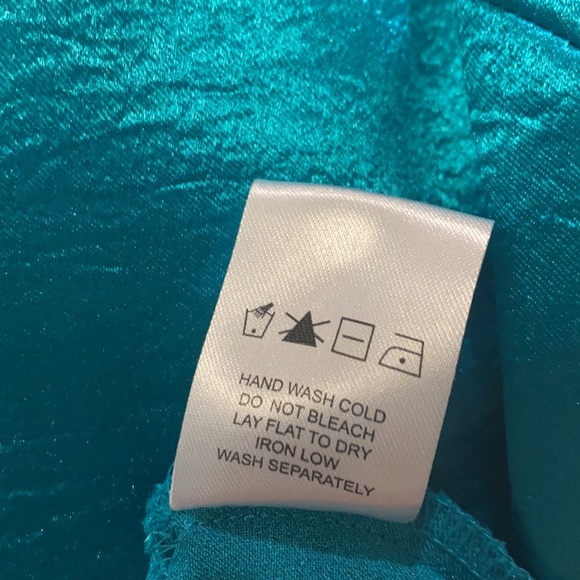 HAND WASH COLD
DO NOT BLEACH
LAY FLAT TO DRY
IRON LOW
WASH SEPARATELY